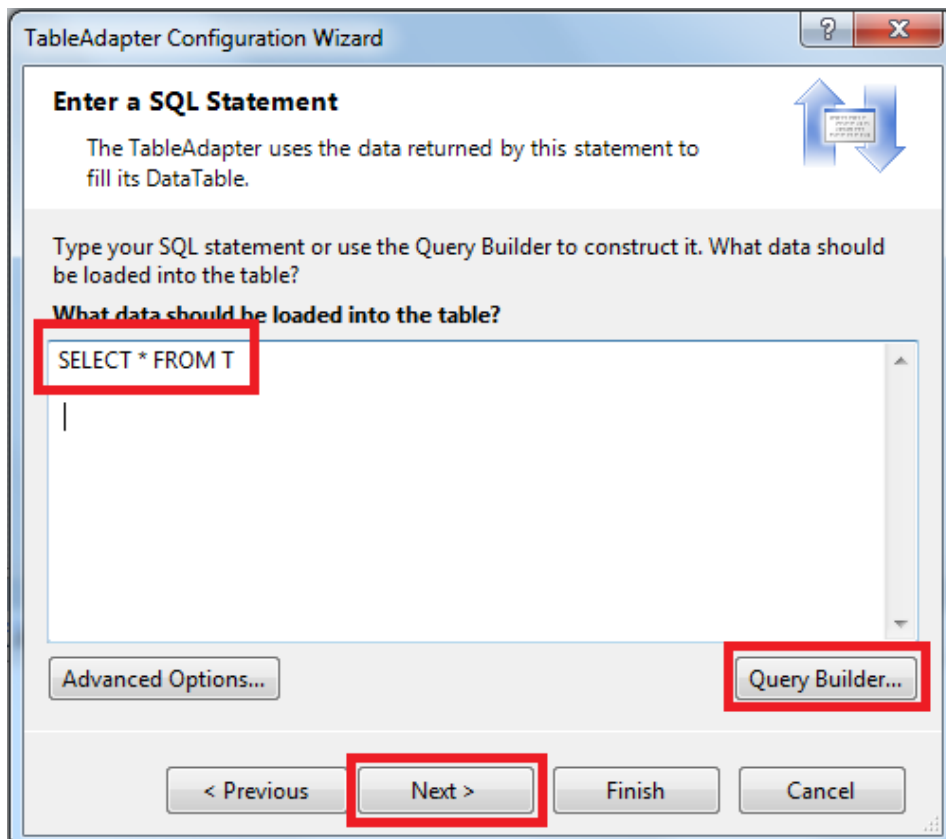 TableAdapter Configuration Wizard
Enter a SQL Statement
The TableAdapter uses the data returned by this statement to
fill its DataTable.
Type your SQL statement or use the Query Builder to construct it. What data should
be loaded into the table?
What data should be loaded into the table?
SELECT * FROM T
Advanced Options...
Query Builder...
< Previous
Next >
Finish
Cancel